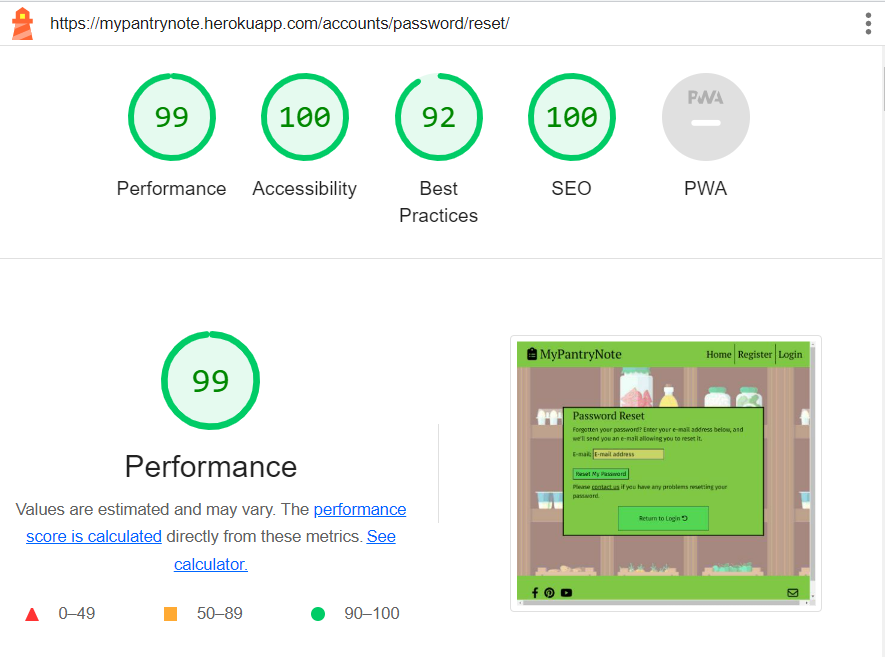 https://mypantrynote.herokuapp.com/accounts/password/reset/
99
100
92
100
PWA
Performance
Accessibility
Best
Practices
SEO
PWA
99
Performance
Values are estimated and may vary. The performance
score is calculated directly from these metrics. See
calculator.
0–49
50–89
90–100
MyPantryNote
Home
Register
Login
Password Reset
Forgotten your password? Enter your e-mail address below, and
we'll send you an e-mail allowing you to reset it.
E-mail: E-mail address
Reset My Password
Please contact us if you have any problems resetting your
password.
Return to Login